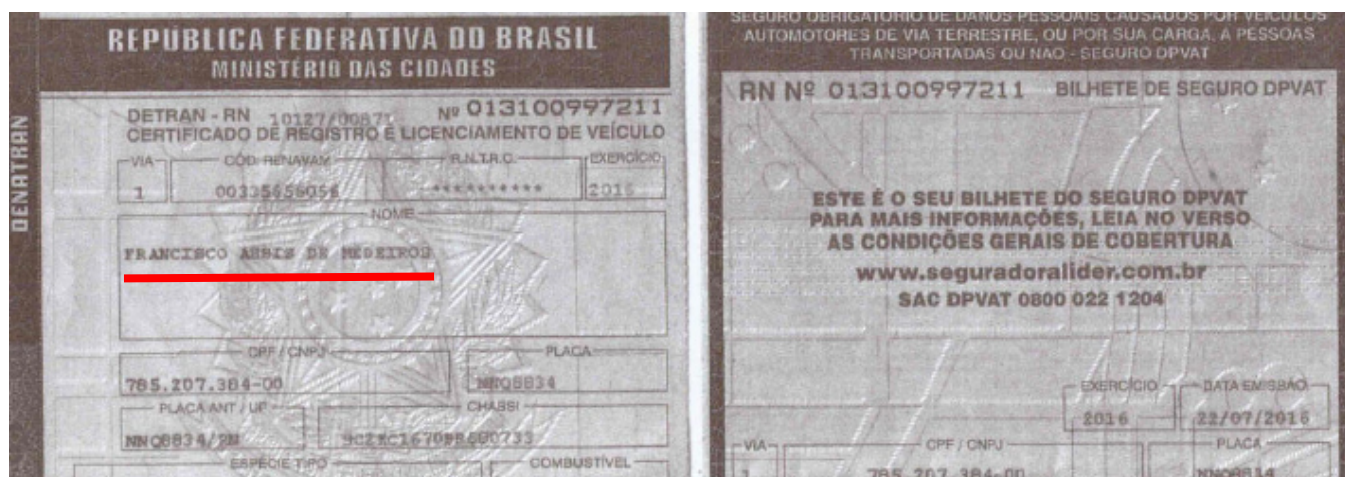 REPÚBLICA FEDERATIVA DO BRASIL
MINISTÉRIO DAS CIDADES
DENATRAN
DETRAN - RN 10127/00871 Nº 013100997211
CERTIFICADO DE REGISTRO E LICENCIAMENTO DE VEÍCULO
VIA CÓD. RENAVAM R.N.T.R.C. EXERCÍCIO
1 ********** 2016
NOME
FRANCISCO ASSIS DE MEDEIROS
CPF / CNPJ PLACA
785.207.384-00 NNQ8834
PLACA ANT / UF CHASSI
NNQ8834/RN
ESPÉCIE TIPO COMBUSTÍVEL
SEGURO OBRIGATÓRIO DE DANOS PESSOAIS CAUSADOS POR VEÍCULOS
AUTOMOTORES DE VIA TERRESTRE, OU POR SUA CARGA, A PESSOAS
TRANSPORTADAS OU NÃO - SEGURO DPVAT
RN Nº 013100997211 BILHETE DE SEGURO DPVAT
ESTE É O SEU BILHETE DO SEGURO DPVAT
PARA MAIS INFORMAÇÕES, LEIA NO VERSO
AS CONDIÇÕES GERAIS DE COBERTURA
www.seguradoralider.com.br
SAC DPVAT 0800 022 1204
EXERCÍCIO DATA EMISSÃO
2016 22/07/2016
VIA CPF / CNPJ PLACA
1 785.207.384-00 NNQ8834